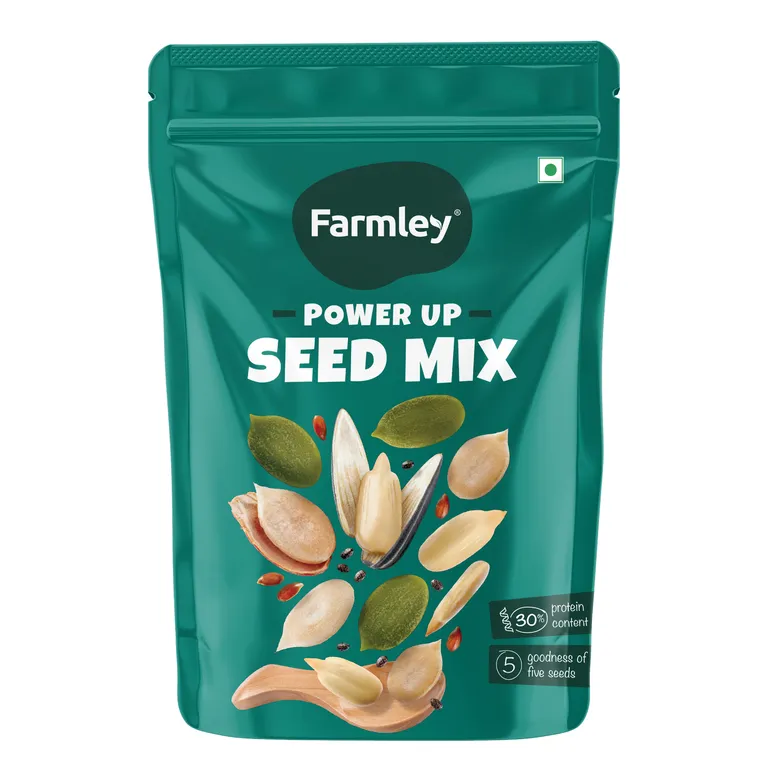 Farmley®
POWER UP
SEED MIX
30% protein
content
5 goodness of
five seeds